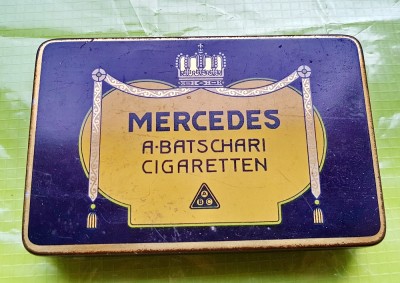 MERCEDES
A·BATSCHARI
CIGARETTEN
A
B C